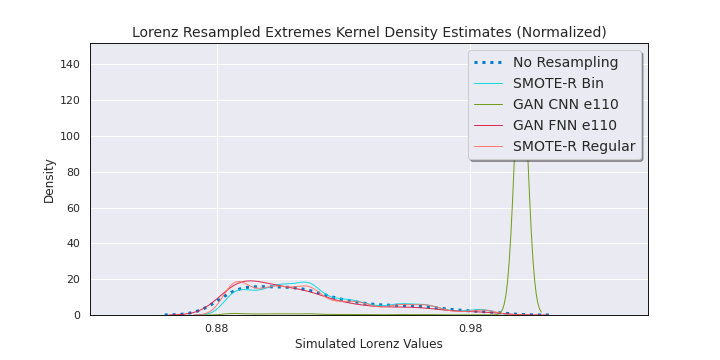 Lorenz Resampled Extremes Kernel Density Estimates (Normalized)
140
120
100
80
60
40
20
0
Density
No Resampling
SMOTE-R Bin
GAN CNN e110
GAN FNN e110
SMOTE-R Regular
0.88
0.98
Simulated Lorenz Values